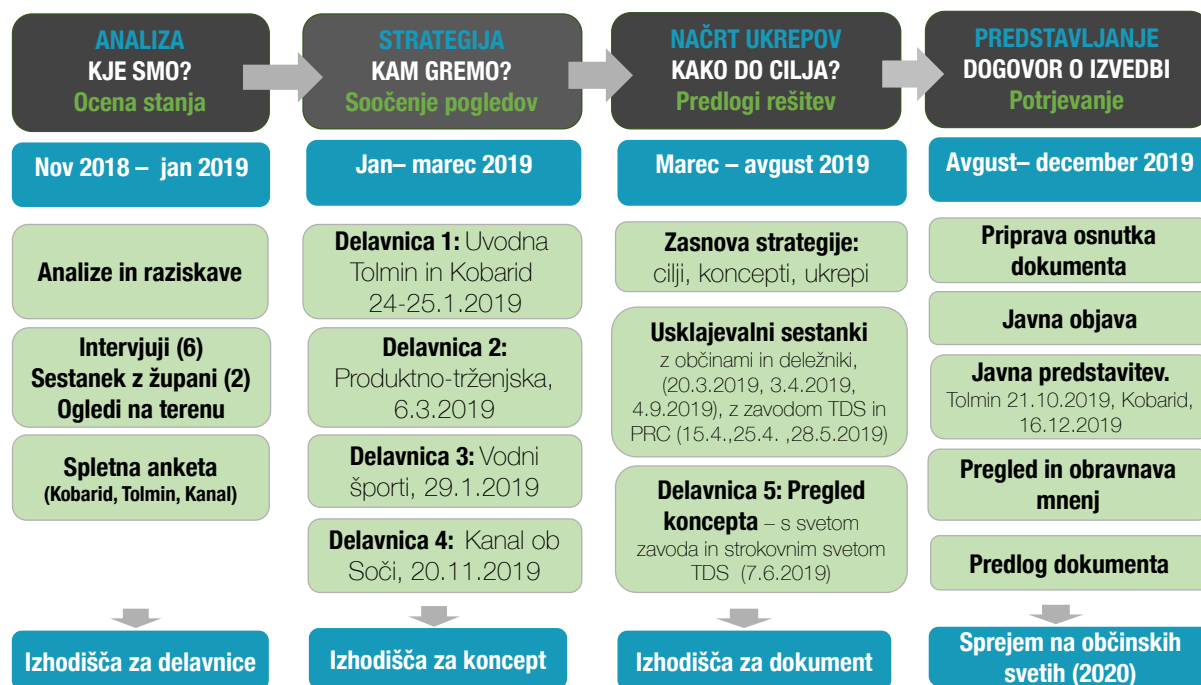 ANALIZA
KJE SMO?
Ocena stanja
STRATEGIJA
KAM GREMO?
Soočenje pogledov
NAČRT UKREPOV
KAKO DO CILJA?
Predlogi rešitev
PREDSTAVLJANJE
DOGOVOR O IZVEDBI
Potrjevanje
Nov 2018 – jan 2019
Jan– marec 2019
Marec – avgust 2019
Avgust– december 2019
Analize in raziskave
Intervjuji (6)
Sestanek z župani (2)
Ogledi na terenu
Spletna anketa
(Kobarid, Tolmin, Kanal)
Delavnica 1: Uvodna
Tolmin in Kobarid
24-25.1.2019
Delavnica 2:
Produktno-trženjska,
6.3.2019
Delavnica 3: Vodni
športi, 29.1.2019
Delavnica 4: Kanal ob
Soči, 20.11.2019
Zasnova strategije:
cilji, koncepti, ukrepi
Usklajevalni sestanki
z občinami in deležniki,
(20.3.2019, 3.4.2019,
4.9.2019), z zavodom TDS in
PRC (15.4.,25.4. ,28.5.2019)
Delavnica 5: Pregled
koncepta – s svetom
zavoda in strokovnim svetom
TDS (7.6.2019)
Priprava osnutka
dokumenta
Javna objava
Javna predstavitev.
Tolmin 21.10.2019, Kobarid,
16.12.2019
Pregled in obravnava
mnenj
Predlog dokumenta
Izhodišča za delavnice
Izhodišča za koncept
Izhodišča za dokument
Sprejem na občinskih
svetih (2020)